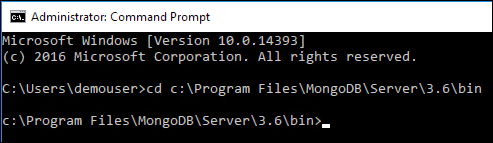 Administrator: Command Prompt
Microsoft Windows [Version 10.0.14393]
(c) 2016 Microsoft Corporation. All rights reserved.
C:\Users\demouser>cd c:\Program Files\MongoDB\Server\3.6\bin
c:\Program Files\MongoDB\Server\3.6\bin>